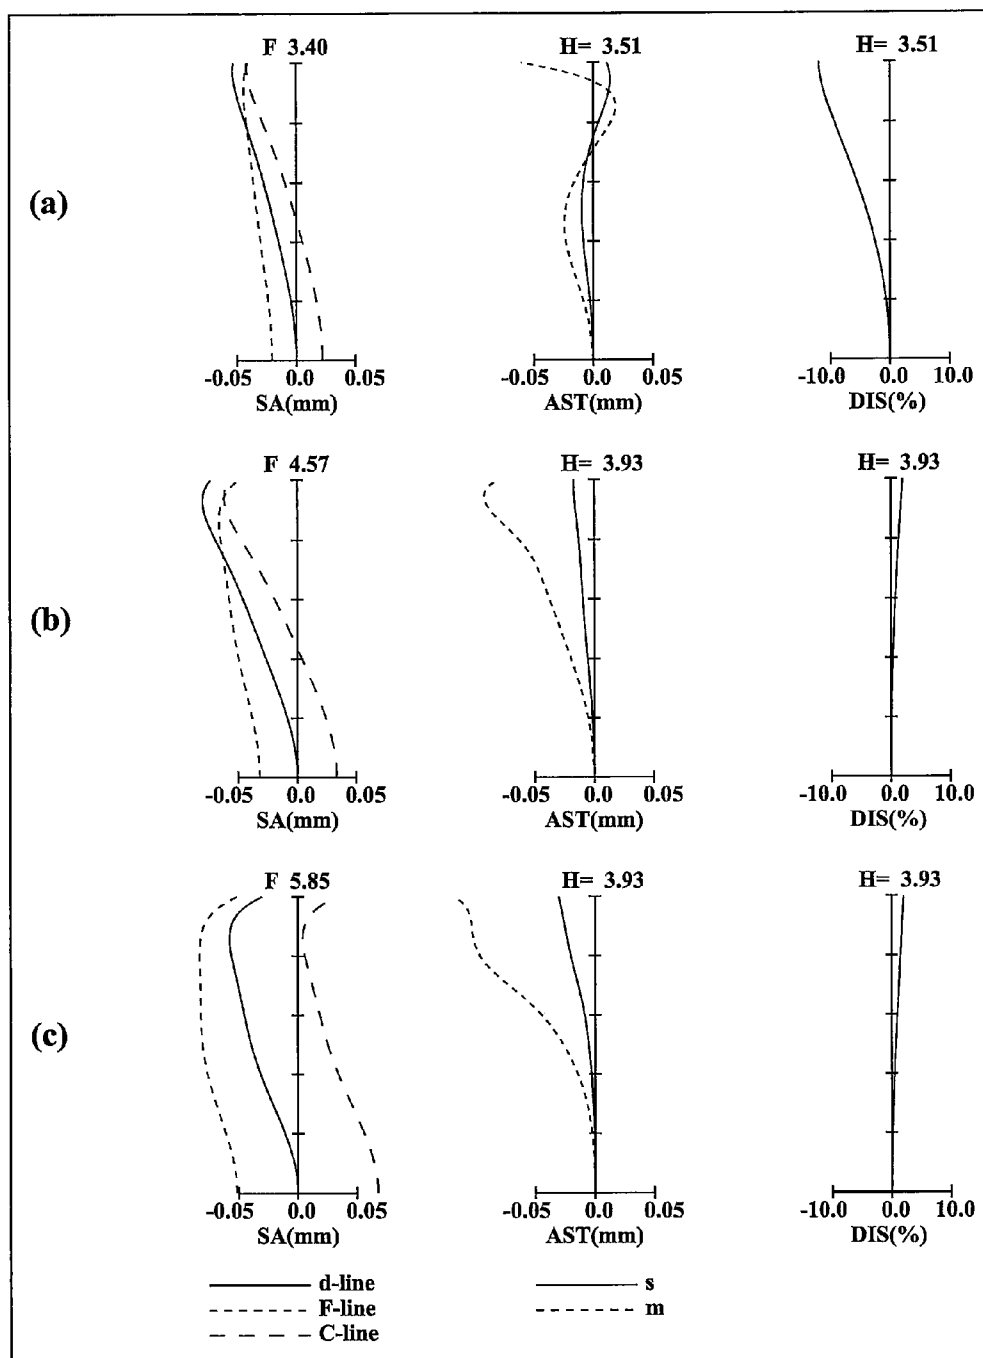 F 3.40 H= 3.51 H= 3.51
(a)
-0.05 0.0 0.05 -0.05 0.0 0.05 -10.0 0.0 10.0
SA(mm) AST(mm) DIS(%)
F 4.57 H= 3.93 H= 3.93
(b)
-0.05 0.0 0.05 -0.05 0.0 0.05 -10.0 0.0 10.0
SA(mm) AST(mm) DIS(%)
F 5.85 H= 3.93 H= 3.93
(c)
-0.05 0.0 0.05 -0.05 0.0 0.05 -10.0 0.0 10.0
SA(mm) AST(mm) DIS(%)
d-line s
F-line m
C-line